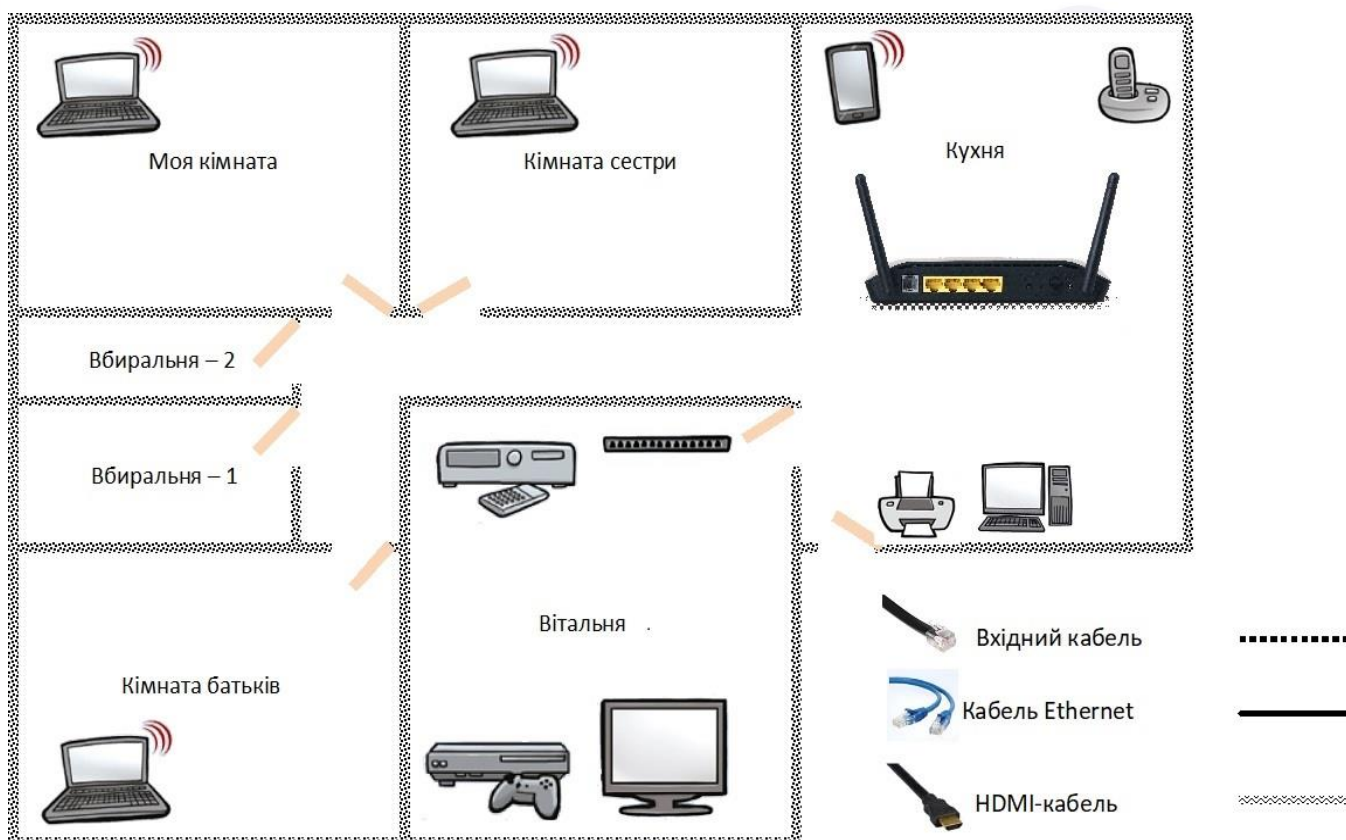 Моя кімната
Кімната сестри
Кухня
Вбиральня – 2
Вбиральня – 1
Вітальня .
Кімната батьків
Вхідний кабель
Кабель Ethernet
HDMI-кабель